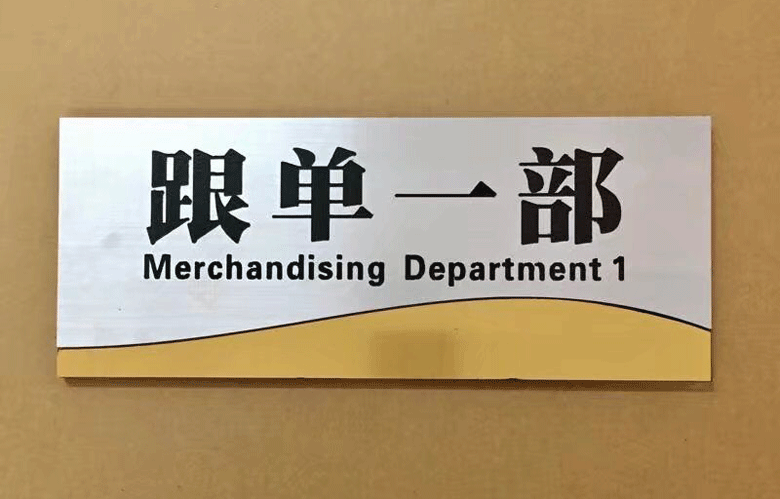 跟单一部
Merchandising Department 1